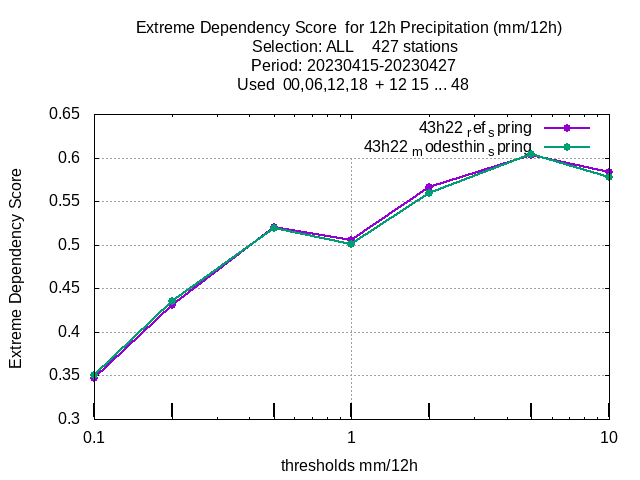 Extreme Dependency Score  for 12h Precipitation (mm/12h)
Selection: ALL    427 stations
Period: 20230415-20230427
Used  00,06,12,18  + 12 15 ... 48
43h22 ref spring
43h22 modesthin spring
0.65
0.6
0.55
0.5
0.45
0.4
0.35
0.3
Extreme Dependency Score
0.1
1
10
thresholds mm/12h